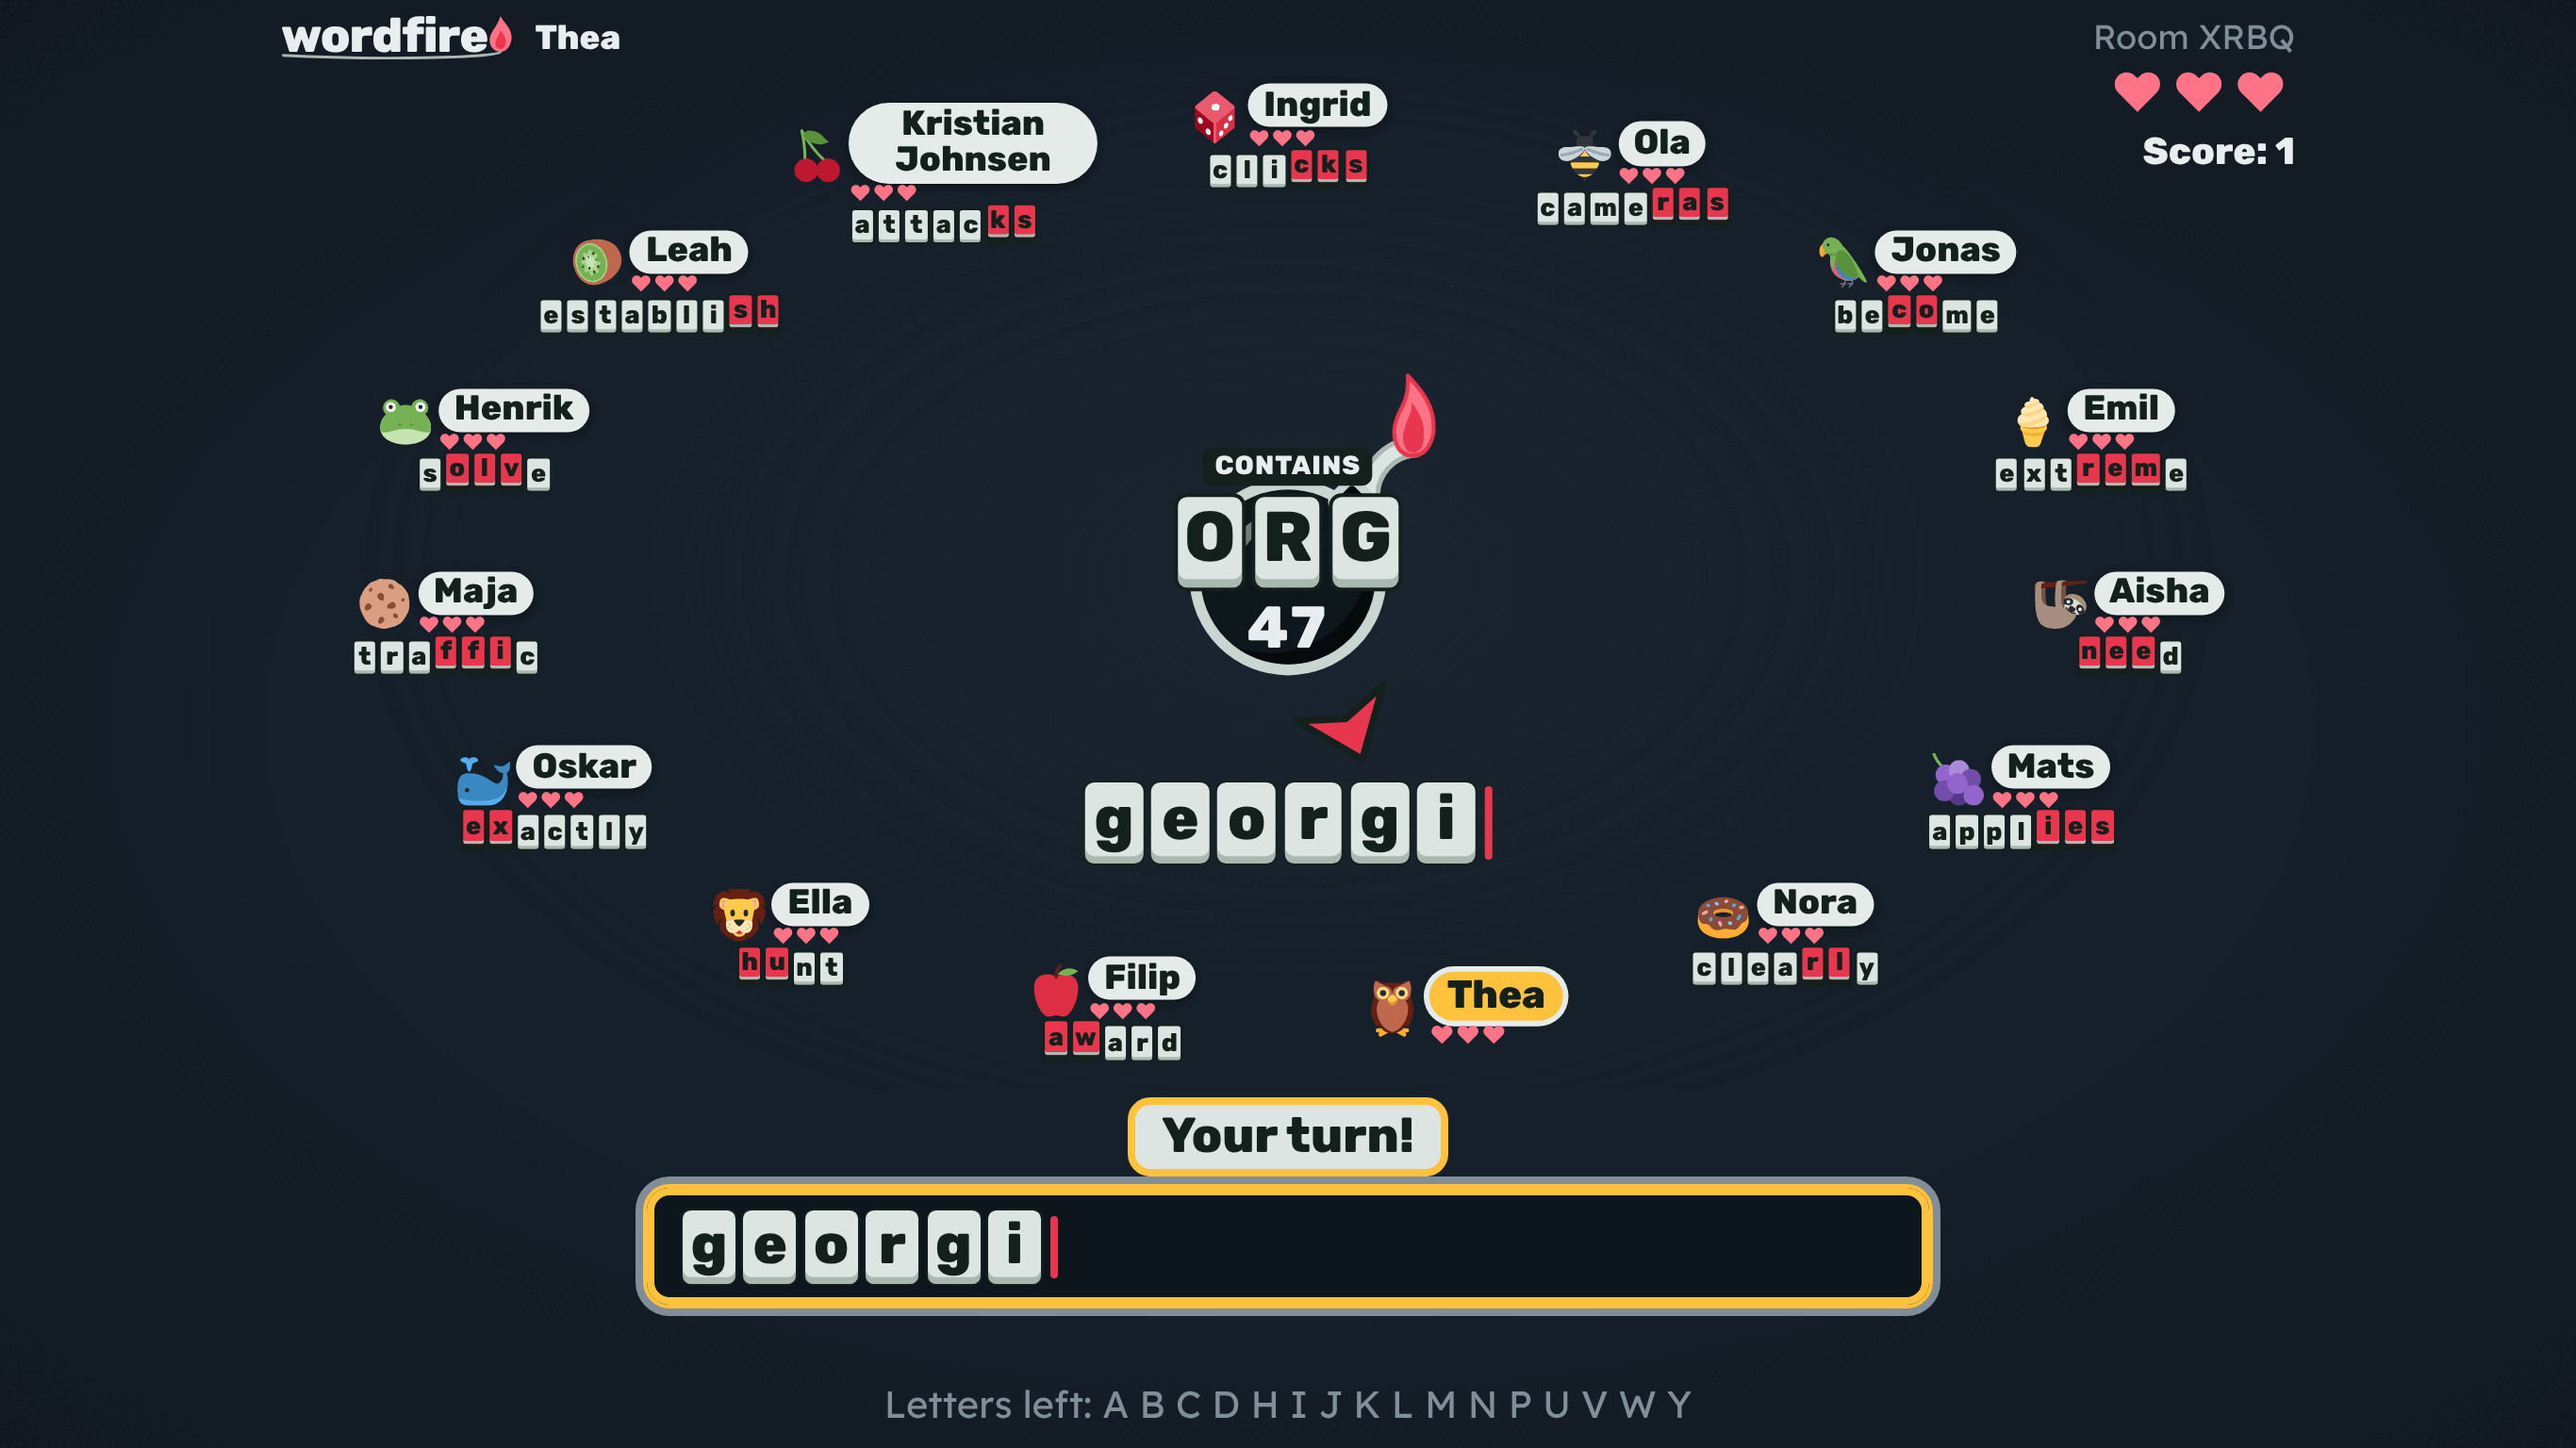 wordfire Thea
Room XRBQ
Score: 1
Kristian
Johnsen
attacks
Ingrid
clicks
Ola
cameras
Leah
establish
Jonas
become
Henrik
solve
Emil
extreme
CONTAINS
ORG
47
Maja
traffic
Aisha
need
Oskar
exactly
Mats
applies
georgi
Ella
hunt
Nora
clearly
Filip
award
Thea
Your turn!
georgi
Letters left: A B C D H I J K L M N P U V W Y